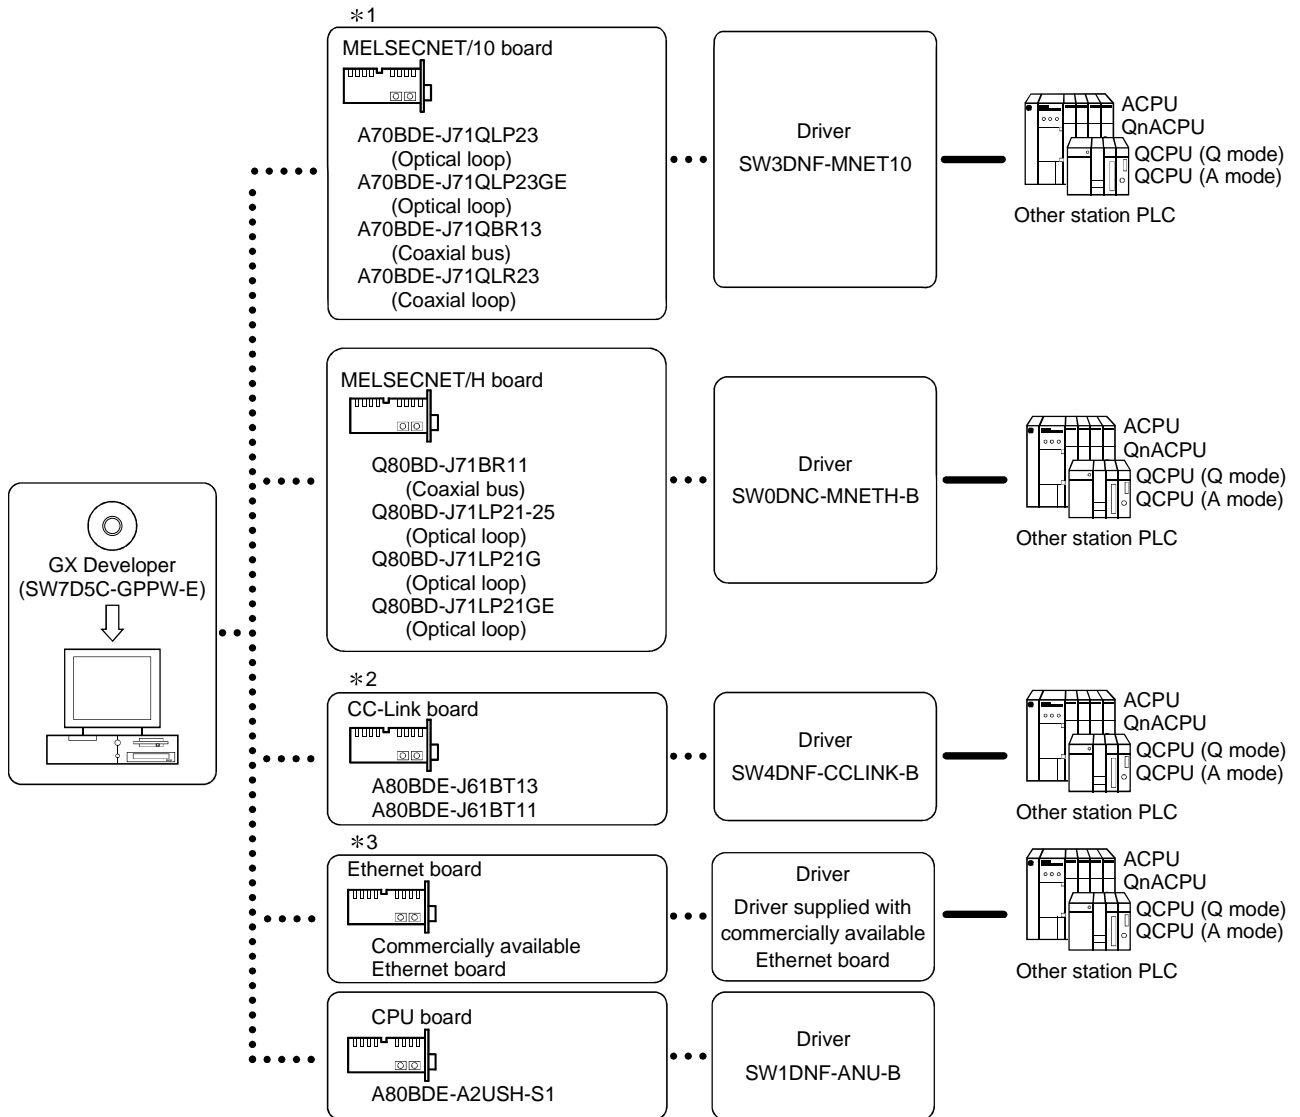 GX Developer
(SW7D5C-GPPW-E)
*1
MELSECNET/10 board
A70BDE-J71QLP23
(Optical loop)
A70BDE-J71QLP23GE
(Optical loop)
A70BDE-J71QBR13
(Coaxial bus)
A70BDE-J71QLR23
(Coaxial loop)
Driver
SW3DNF-MNET10
ACPU
QnACPU
QCPU (Q mode)
QCPU (A mode)
Other station PLC
MELSECNET/H board
Q80BD-J71BR11
(Coaxial bus)
Q80BD-J71LP21-25
(Optical loop)
Q80BD-J71LP21G
(Optical loop)
Q80BD-J71LP21GE
(Optical loop)
Driver
SW0DNC-MNETH-B
ACPU
QnACPU
QCPU (Q mode)
QCPU (A mode)
Other station PLC
*2
CC-Link board
A80BDE-J61BT13
A80BDE-J61BT11
Driver
SW4DNF-CCLINK-B
ACPU
QnACPU
QCPU (Q mode)
QCPU (A mode)
Other station PLC
*3
Ethernet board
Commercially available
Ethernet board
Driver
Driver supplied with
commercially available
Ethernet board
ACPU
QnACPU
QCPU (Q mode)
QCPU (A mode)
Other station PLC
CPU board
A80BDE-A2USH-S1
Driver
SW1DNF-ANU-B